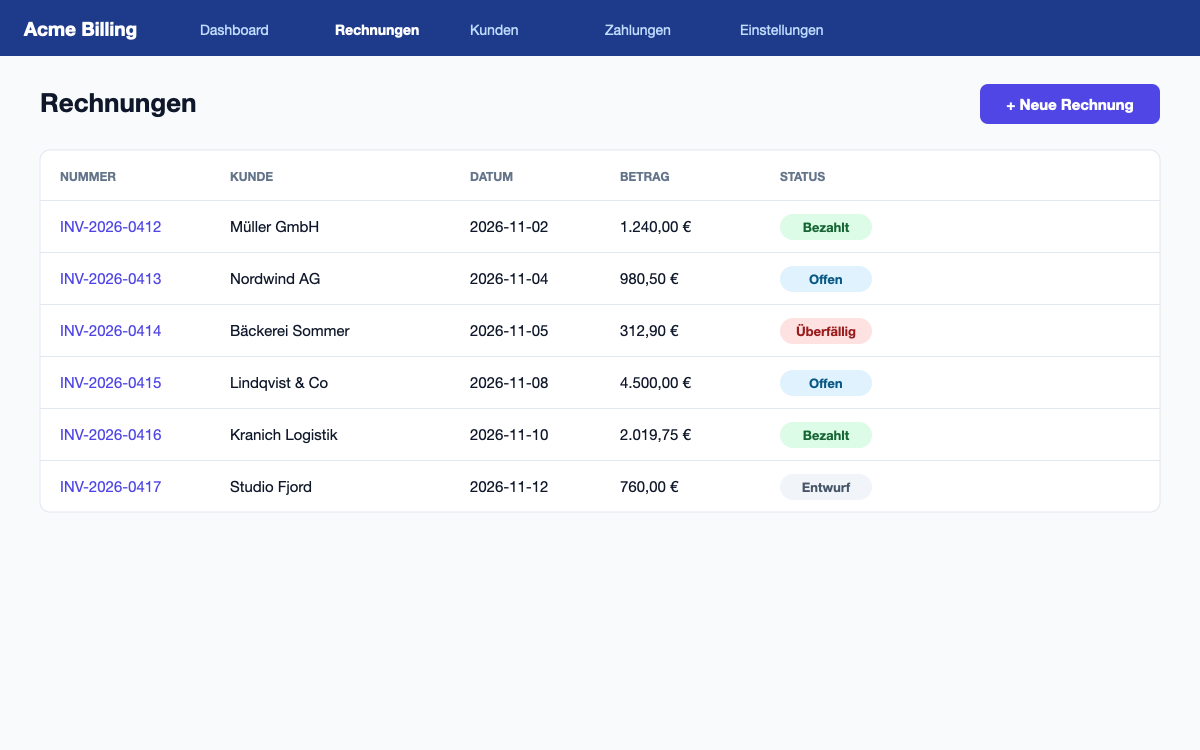 Acme Billing Dashboard Rechnungen Kunden Zahlungen Einstellungen
Rechnungen + Neue Rechnung
NUMMER KUNDE DATUM BETRAG STATUS
INV-2026-0412 Müller GmbH 2026-11-02 1.240,00 € Bezahlt
INV-2026-0413 Nordwind AG 2026-11-04 980,50 € Offen
INV-2026-0414 Bäckerei Sommer 2026-11-05 312,90 € Überfällig
INV-2026-0415 Lindqvist & Co 2026-11-08 4.500,00 € Offen
INV-2026-0416 Kranich Logistik 2026-11-10 2.019,75 € Bezahlt
INV-2026-0417 Studio Fjord 2026-11-12 760,00 € Entwurf